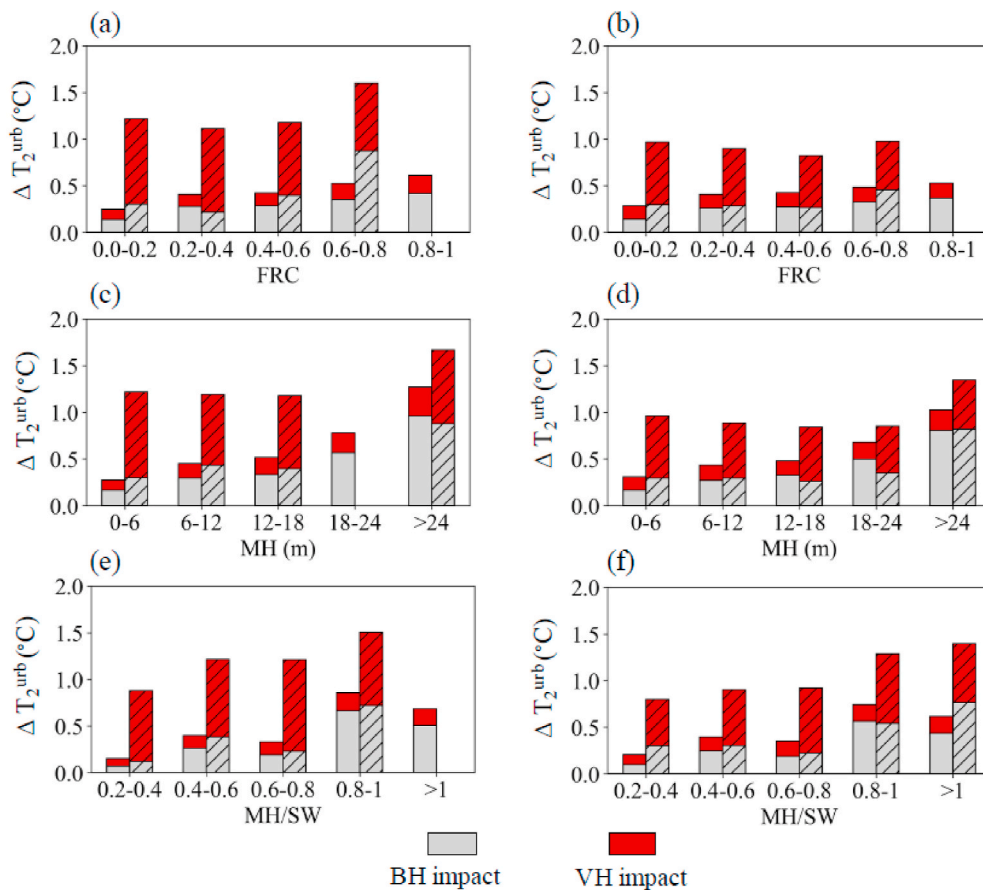 (a) (b)
Δ T₂ᵘʳᵇ (°C) 2.0 1.5 1.0 0.5 0.0
0.0-0.2 0.2-0.4 0.4-0.6 0.6-0.8 0.8-1
FRC
Δ T₂ᵘʳᵇ (°C) 2.0 1.5 1.0 0.5 0.0
0.0-0.2 0.2-0.4 0.4-0.6 0.6-0.8 0.8-1
FRC
(c) (d)
Δ T₂ᵘʳᵇ (°C) 2.0 1.5 1.0 0.5 0.0
0-6 6-12 12-18 18-24 >24
MH (m)
Δ T₂ᵘʳᵇ (°C) 2.0 1.5 1.0 0.5 0.0
0-6 6-12 12-18 18-24 >24
MH (m)
(e) (f)
Δ T₂ᵘʳᵇ (°C) 2.0 1.5 1.0 0.5 0.0
0.2-0.4 0.4-0.6 0.6-0.8 0.8-1 >1
MH/SW
Δ T₂ᵘʳᵇ (°C) 2.0 1.5 1.0 0.5 0.0
0.2-0.4 0.4-0.6 0.6-0.8 0.8-1 >1
MH/SW
BH impact VH impact